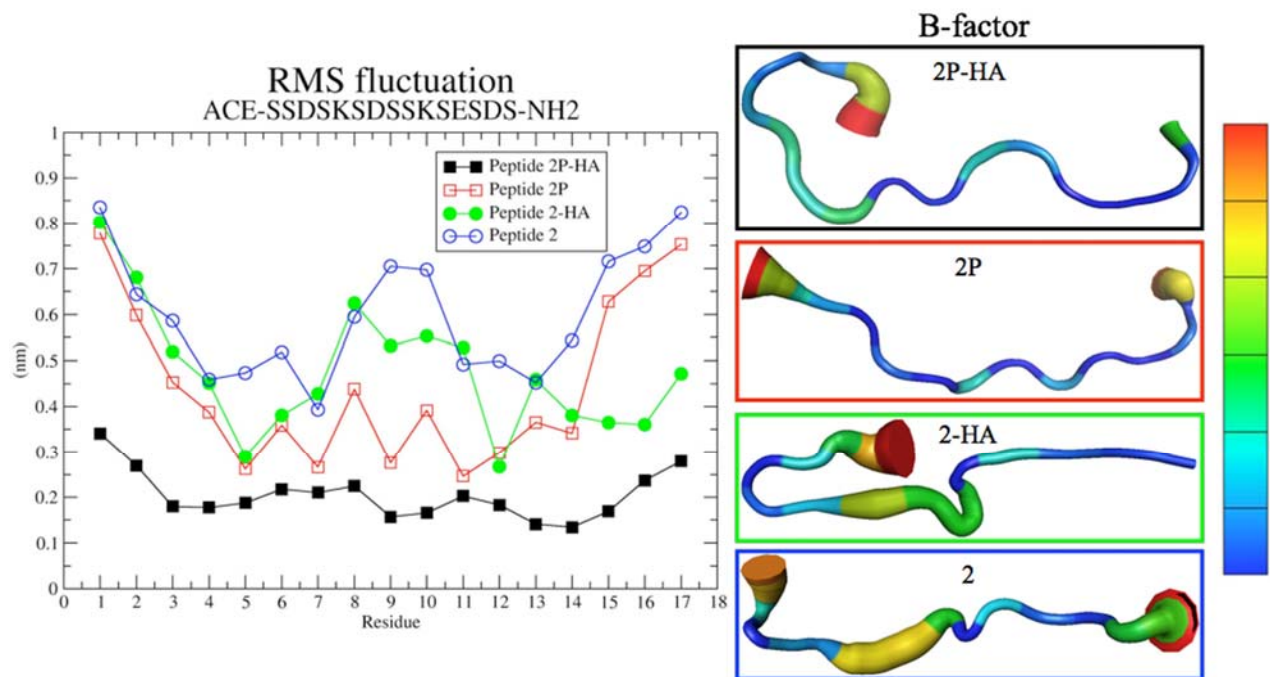 RMS fluctuation
ACE-SSDSKSDSSKSESDS-NH2
1
0.9
0.8
0.7
0.6
0.5
0.4
0.3
0.2
0.1
0
(nm)
Peptide 2P-HA
Peptide 2P
Peptide 2-HA
Peptide 2
0 1 2 3 4 5 6 7 8 9 10 11 12 13 14 15 16 17 18
Residue
B-factor
2P-HA
2P
2-HA
2